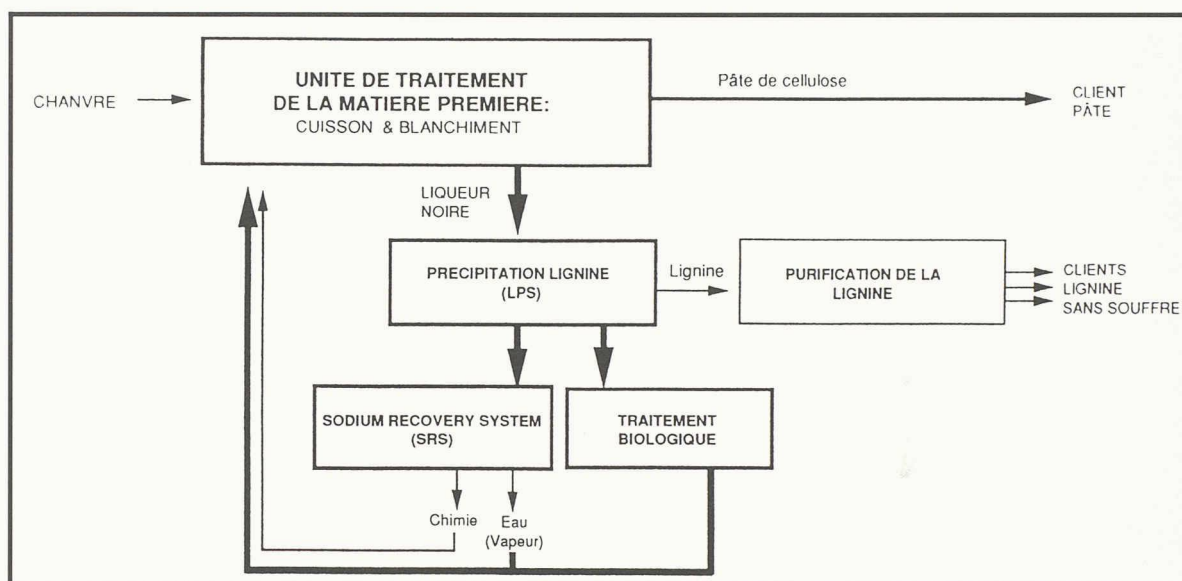 UNITE DE TRAITEMENT
DE LA MATIERE PREMIERE:
CUISSON & BLANCHIMENT
CHANVRE
Pâte de cellulose
CLIENT
PÂTE
LIQUEUR
NOIRE
PRECIPITATION LIGNINE
(LPS)
Lignine
PURIFICATION DE LA
LIGNINE
CLIENTS
LIGNINE
SANS SOUFFRE
SODIUM RECOVERY SYSTEM
(SRS)
TRAITEMENT
BIOLOGIQUE
Chimie
Eau
(Vapeur)